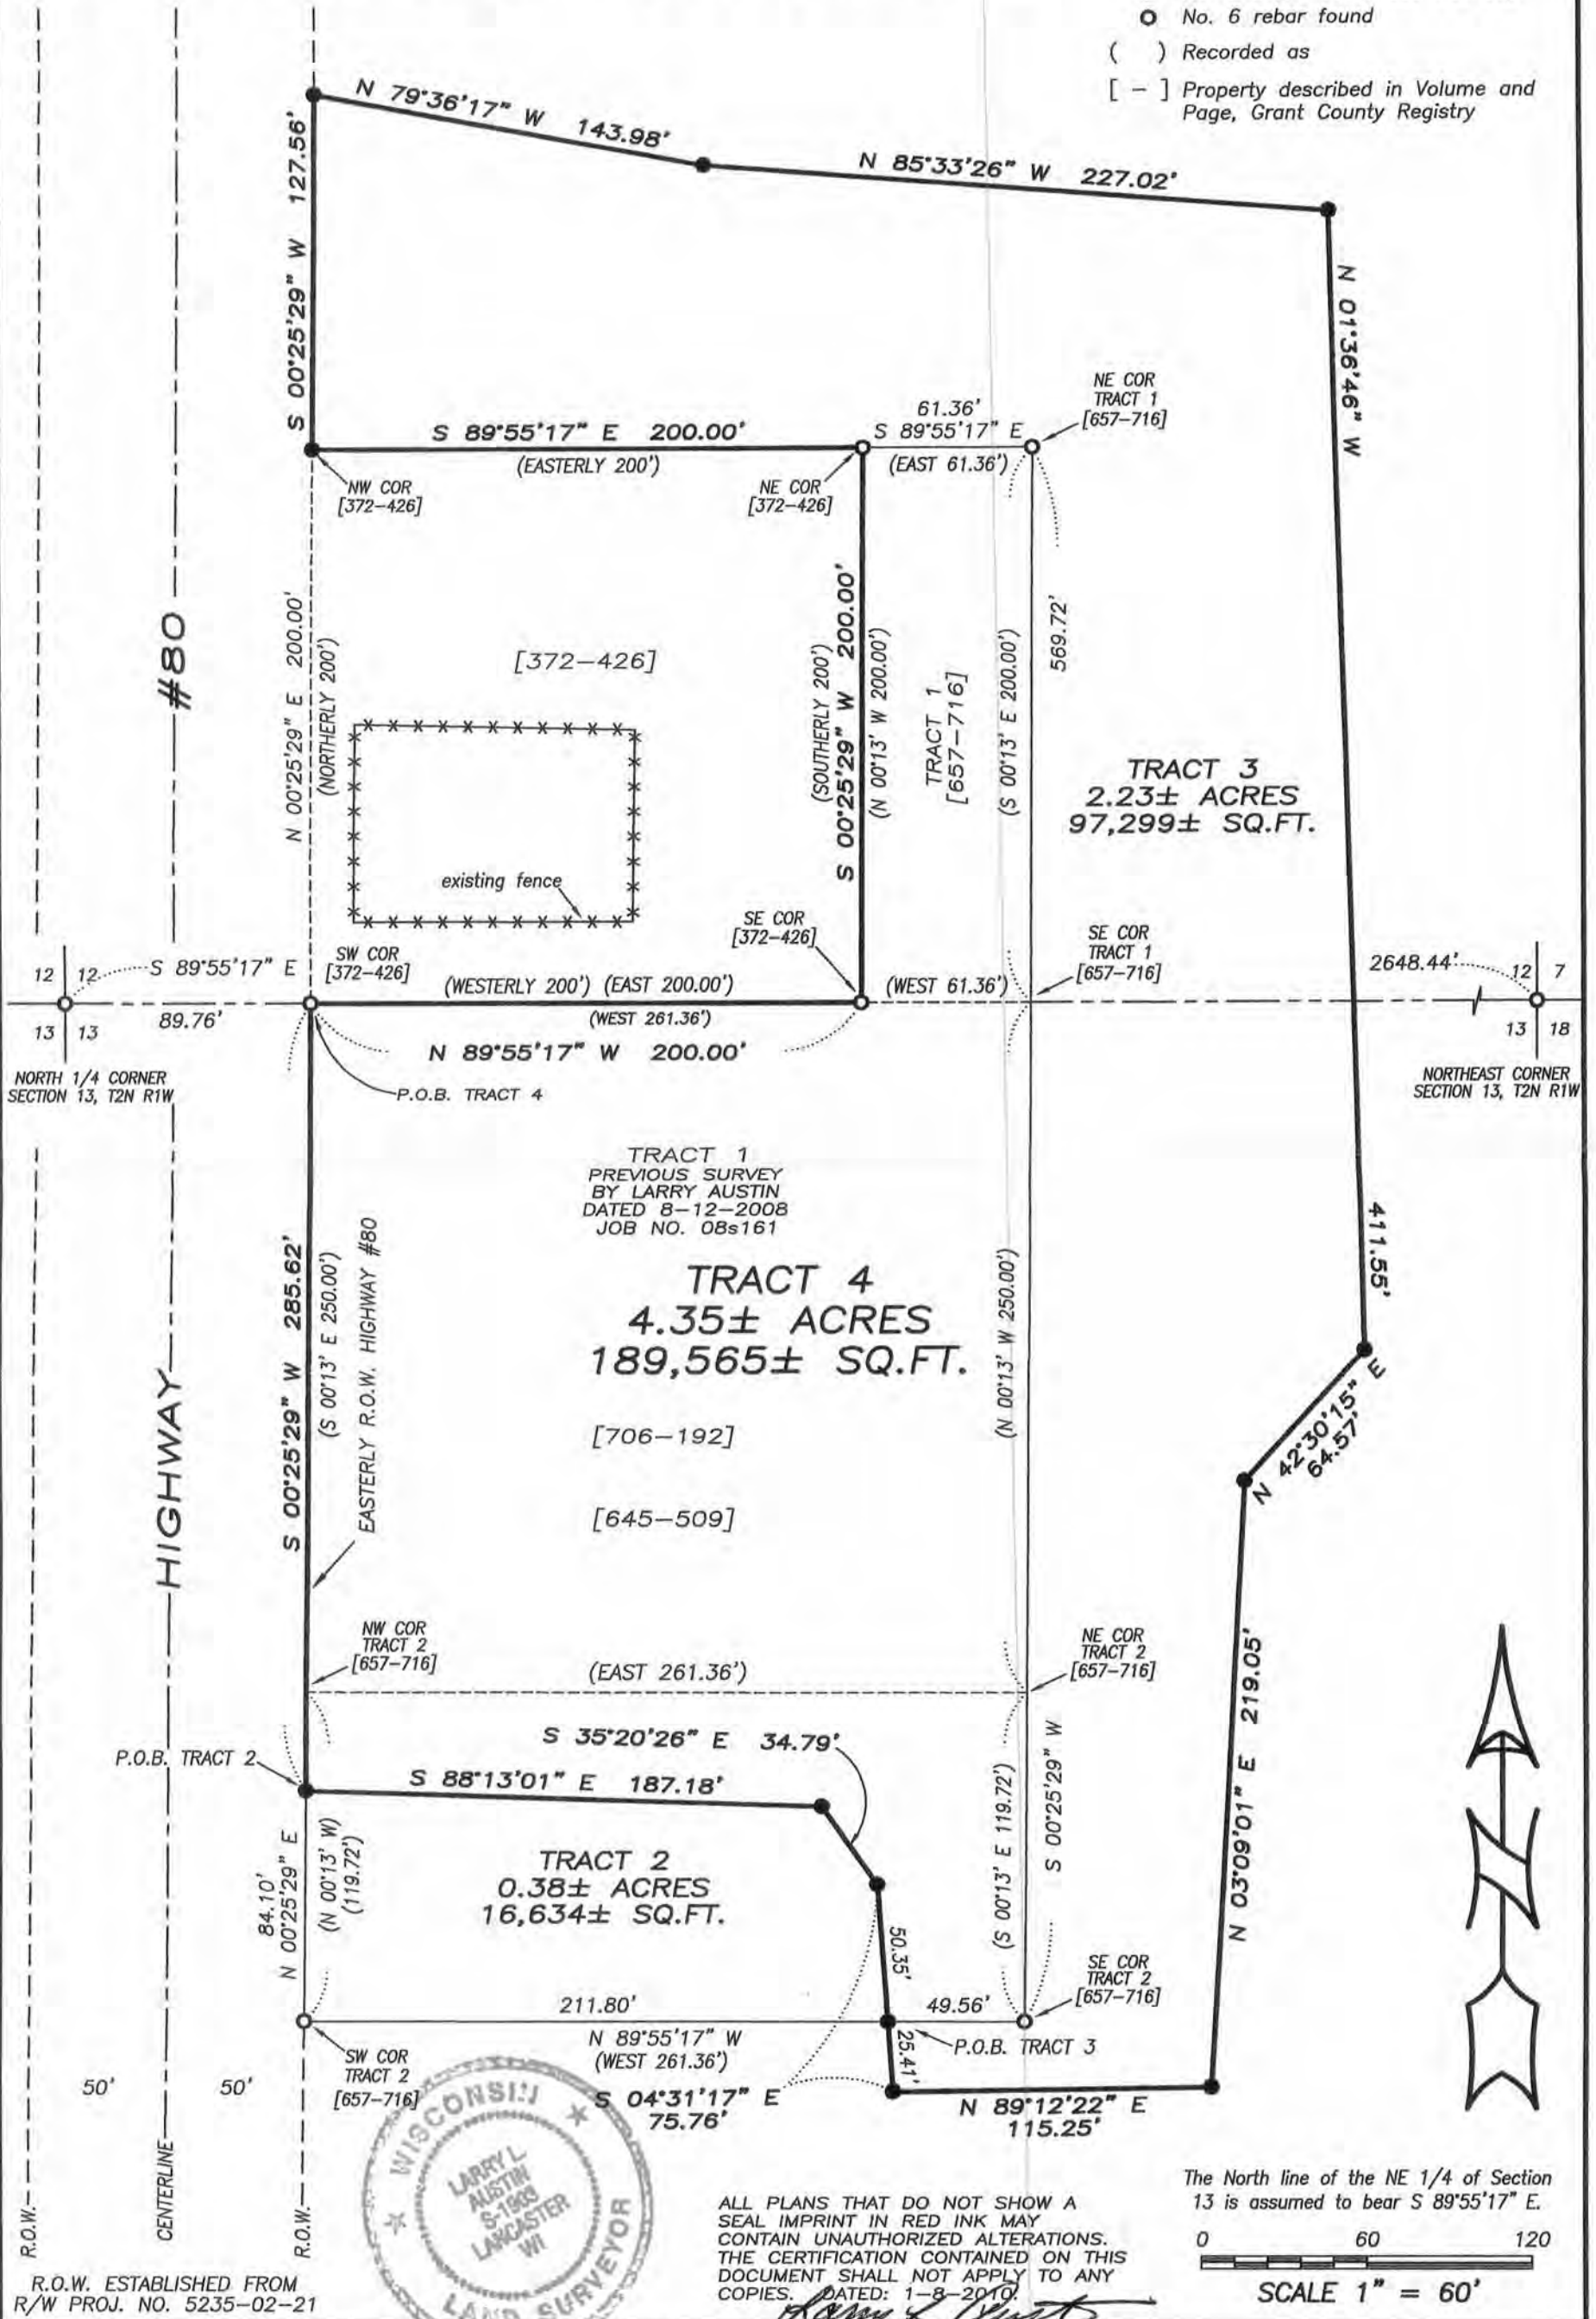 No. 6 rebar found
( ) Recorded as
[ - ] Property described in Volume and
Page, Grant County Registry
N 79°36'17" W 143.98'
N 85°33'26" W 227.02'
S 00°25'29" W 127.56'
N 01°36'46" W
411.55'
S 89°55'17" E 200.00'
(EASTERLY 200')
61.36'
S 89°55'17" E
(EAST 61.36')
NE COR
TRACT 1
[657-716]
NW COR
[372-426]
NE COR
[372-426]
#80
N 00°25'29" E 200.00'
(NORTHERLY 200')
[372-426]
(SOUTHERLY 200')
S 00°25'29" W 200.00'
(N 00°13' W 200.00')
TRACT 1
[657-716]
(S 00°13' E 200.00')
569.72'
TRACT 3
2.23± ACRES
97,299± SQ.FT.
existing fence
SE COR
[372-426]
SE COR
TRACT 1
[657-716]
SW COR
[372-426]
12 12
S 89°55'17" E
13 13
89.76'
(WESTERLY 200') (EAST 200.00')
(WEST 61.36')
(WEST 261.36')
N 89°55'17" W 200.00'
2648.44'
12 7
13 18
NORTH 1/4 CORNER
SECTION 13, T2N R1W
NORTHEAST CORNER
SECTION 13, T2N R1W
P.O.B. TRACT 4
TRACT 1
PREVIOUS SURVEY
BY LARRY AUSTIN
DATED 8-12-2008
JOB NO. 08s161
TRACT 4
4.35± ACRES
189,565± SQ.FT.
[706-192]
[645-509]
S 00°25'29" W 285.62'
(S 00°13' E 250.00')
EASTERLY R.O.W. HIGHWAY #80
(N 00°13' W 250.00')
HIGHWAY
N 42°30'15" E
64.57'
N 03°09'01" E 219.05'
NW COR
TRACT 2
[657-716]
(EAST 261.36')
NE COR
TRACT 2
[657-716]
S 35°20'26" E 34.79'
P.O.B. TRACT 2
S 88°13'01" E 187.18'
84.10'
N 00°25'29" E
(N 00°13' W)
(119.72')
TRACT 2
0.38± ACRES
16,634± SQ.FT.
(S 00°13' E 119.72')
S 00°25'29" W
50.35'
SE COR
TRACT 2
[657-716]
211.80'
49.56'
N 89°55'17" W
(WEST 261.36')
25.41'
P.O.B. TRACT 3
SW COR
TRACT 2
[657-716]
S 04°31'17" E
75.76'
N 89°12'22" E
115.25'
50' 50'
R.O.W.
CENTERLINE
R.O.W.
R.O.W. ESTABLISHED FROM
R/W PROJ. NO. 5235-02-21
WISCONSIN
LARRY L.
AUSTIN
S-1903
LANCASTER
WI
LAND SURVEYOR
ALL PLANS THAT DO NOT SHOW A
SEAL IMPRINT IN RED INK MAY
CONTAIN UNAUTHORIZED ALTERATIONS.
THE CERTIFICATION CONTAINED ON THIS
DOCUMENT SHALL NOT APPLY TO ANY
COPIES. DATED: 1-8-2010.
The North line of the NE 1/4 of Section
13 is assumed to bear S 89°55'17" E.
0 60 120
SCALE 1" = 60'
N